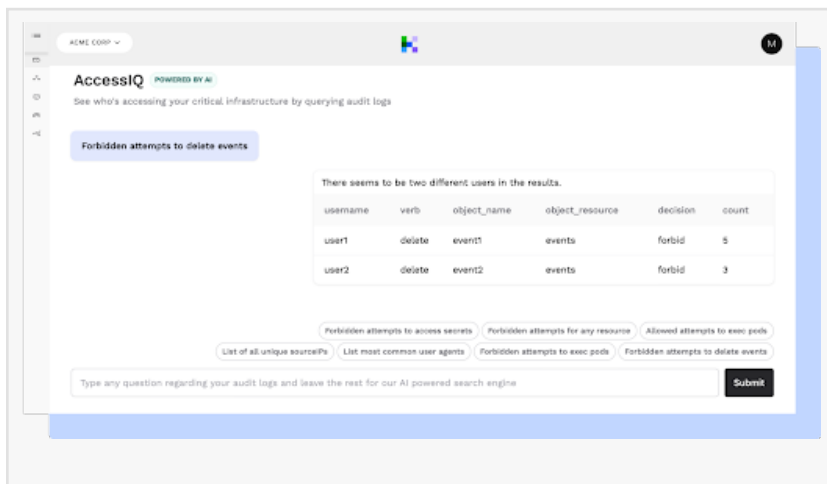 ACME CORP
M
AccessIQ POWERED BY AI
See who's accessing your critical infrastructure by querying audit logs
Forbidden attempts to delete events
There seems to be two different users in the results.
username verb object_name object_resource decision count
user1 delete event1 events forbid 5
user2 delete event2 events forbid 3
Forbidden attempts to access secrets Forbidden attempts for any resource Allowed attempts to exec pods
List of all unique sourceIPs List most common user agents Forbidden attempts to exec pods Forbidden attempts to delete events
Type any question regarding your audit logs and leave the rest for our AI powered search engine Submit